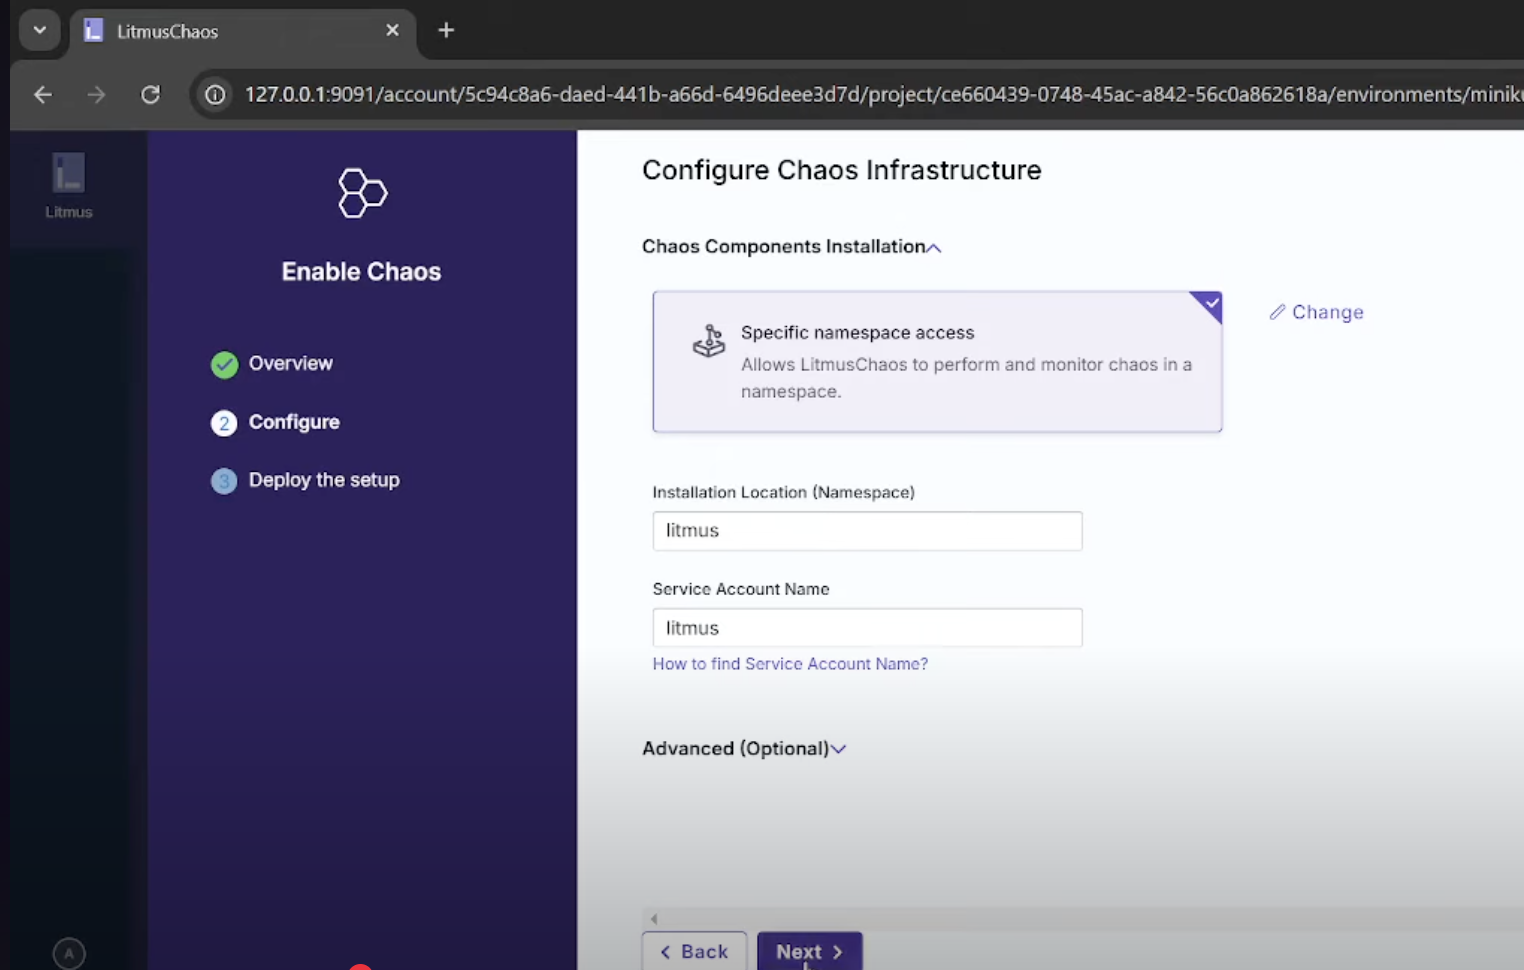 LitmusChaos
127.0.0.1:9091/account/5c94c8a6-daed-441b-a66d-6496deee3d7d/project/ce660439-0748-45ac-a842-56c0a862618a/environments/minik
Litmus
Enable Chaos
Overview
2 Configure
3 Deploy the setup
A
Configure Chaos Infrastructure
Chaos Components Installation
Specific namespace access
Allows LitmusChaos to perform and monitor chaos in a
namespace.
Change
Installation Location (Namespace)
litmus
Service Account Name
litmus
How to find Service Account Name?
Advanced (Optional)
Back
Next